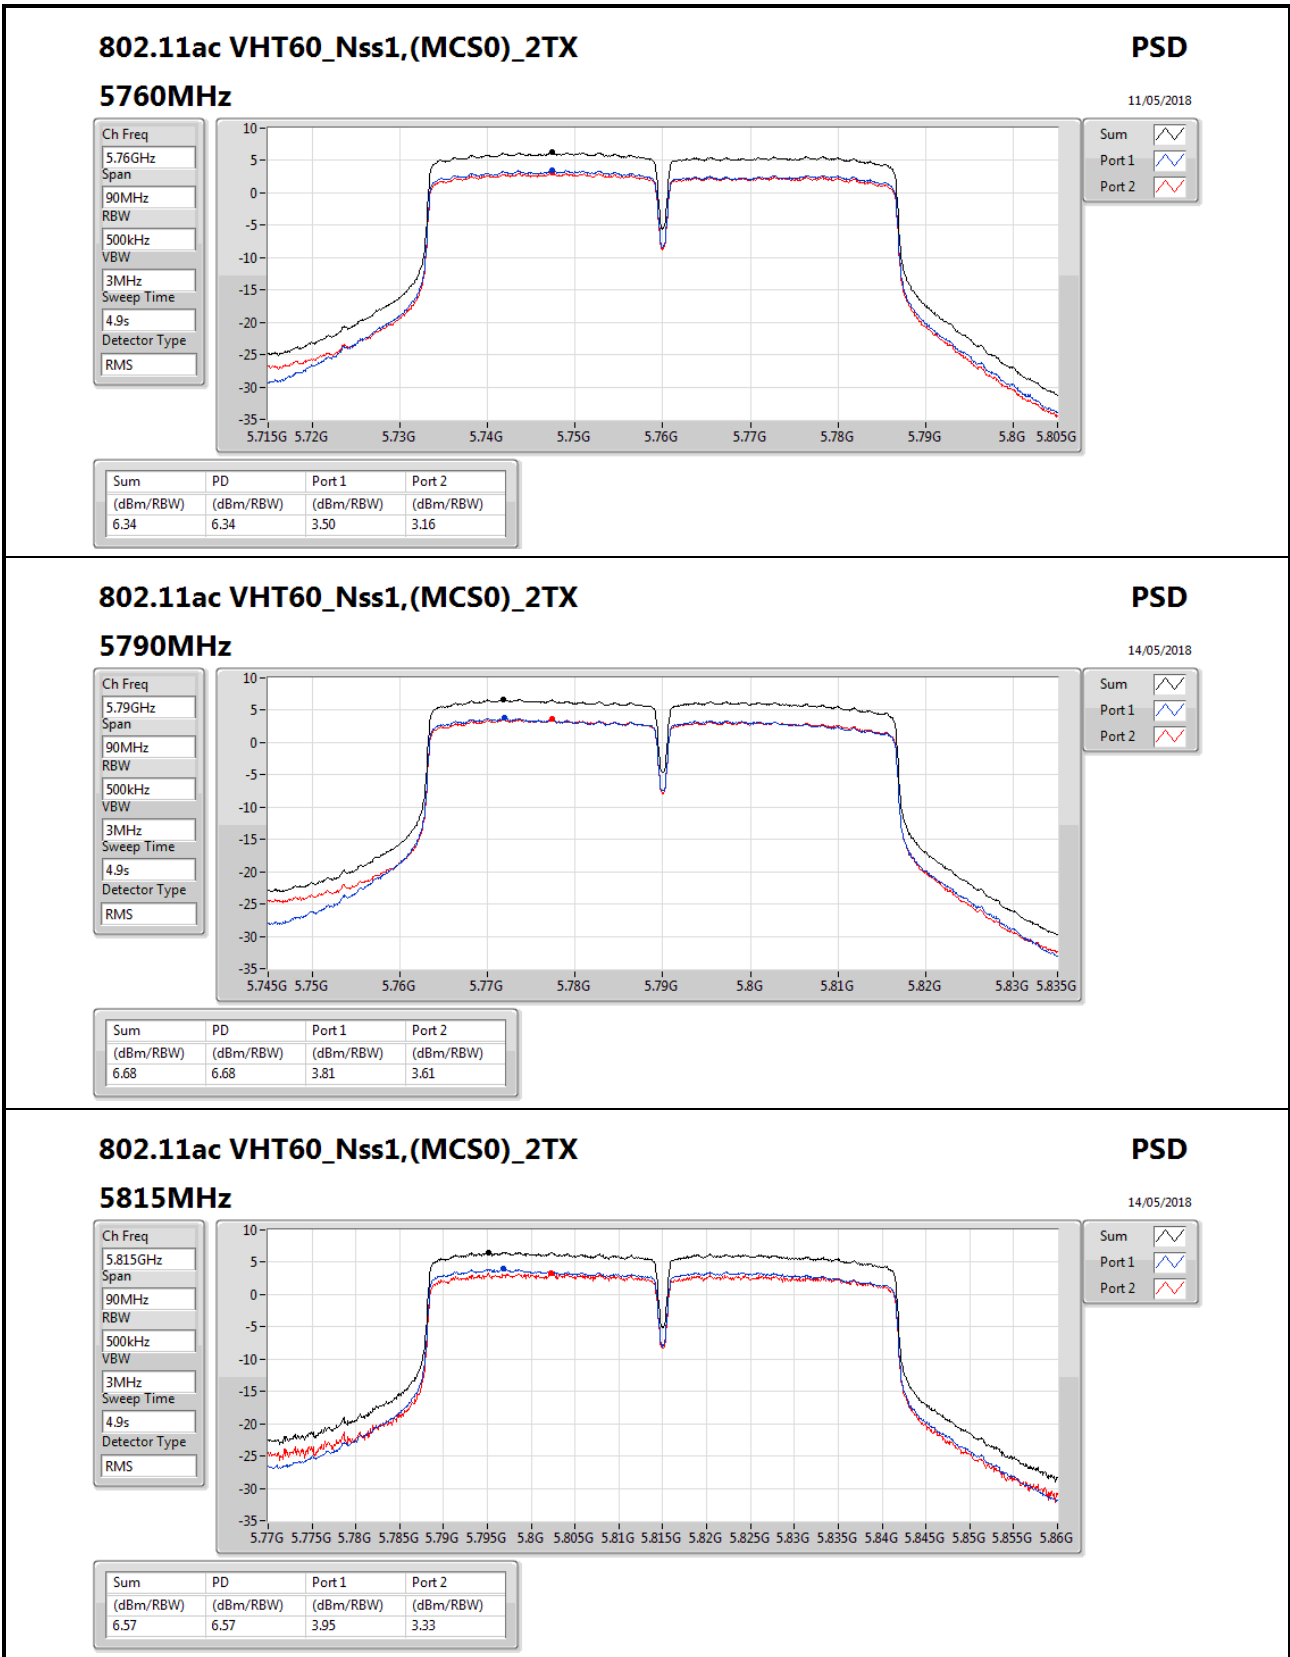 802.11ac VHT60_Nss1,(MCS0)_2TX PSD
5760MHz 11/05/2018
Ch Freq
5.76GHz
Span
90MHz
RBW
500kHz
VBW
3MHz
Sweep Time
4.9s
Detector Type
RMS
10
5
0
-5
-10
-15
-20
-25
-30
-35
5.715G 5.72G 5.73G 5.74G 5.75G 5.76G 5.77G 5.78G 5.79G 5.8G 5.805G
Sum
Port 1
Port 2
Sum PD Port 1 Port 2
(dBm/RBW) (dBm/RBW) (dBm/RBW) (dBm/RBW)
6.34 6.34 3.50 3.16
802.11ac VHT60_Nss1,(MCS0)_2TX PSD
5790MHz 14/05/2018
Ch Freq
5.79GHz
Span
90MHz
RBW
500kHz
VBW
3MHz
Sweep Time
4.9s
Detector Type
RMS
10
5
0
-5
-10
-15
-20
-25
-30
-35
5.745G 5.75G 5.76G 5.77G 5.78G 5.79G 5.8G 5.81G 5.82G 5.83G 5.835G
Sum
Port 1
Port 2
Sum PD Port 1 Port 2
(dBm/RBW) (dBm/RBW) (dBm/RBW) (dBm/RBW)
6.68 6.68 3.81 3.61
802.11ac VHT60_Nss1,(MCS0)_2TX PSD
5815MHz 14/05/2018
Ch Freq
5.815GHz
Span
90MHz
RBW
500kHz
VBW
3MHz
Sweep Time
4.9s
Detector Type
RMS
10
5
0
-5
-10
-15
-20
-25
-30
-35
5.77G 5.775G 5.78G 5.785G 5.79G 5.795G 5.8G 5.805G 5.81G 5.815G 5.82G 5.825G 5.83G 5.835G 5.84G 5.845G 5.85G 5.855G 5.86G
Sum
Port 1
Port 2
Sum PD Port 1 Port 2
(dBm/RBW) (dBm/RBW) (dBm/RBW) (dBm/RBW)
6.57 6.57 3.95 3.33